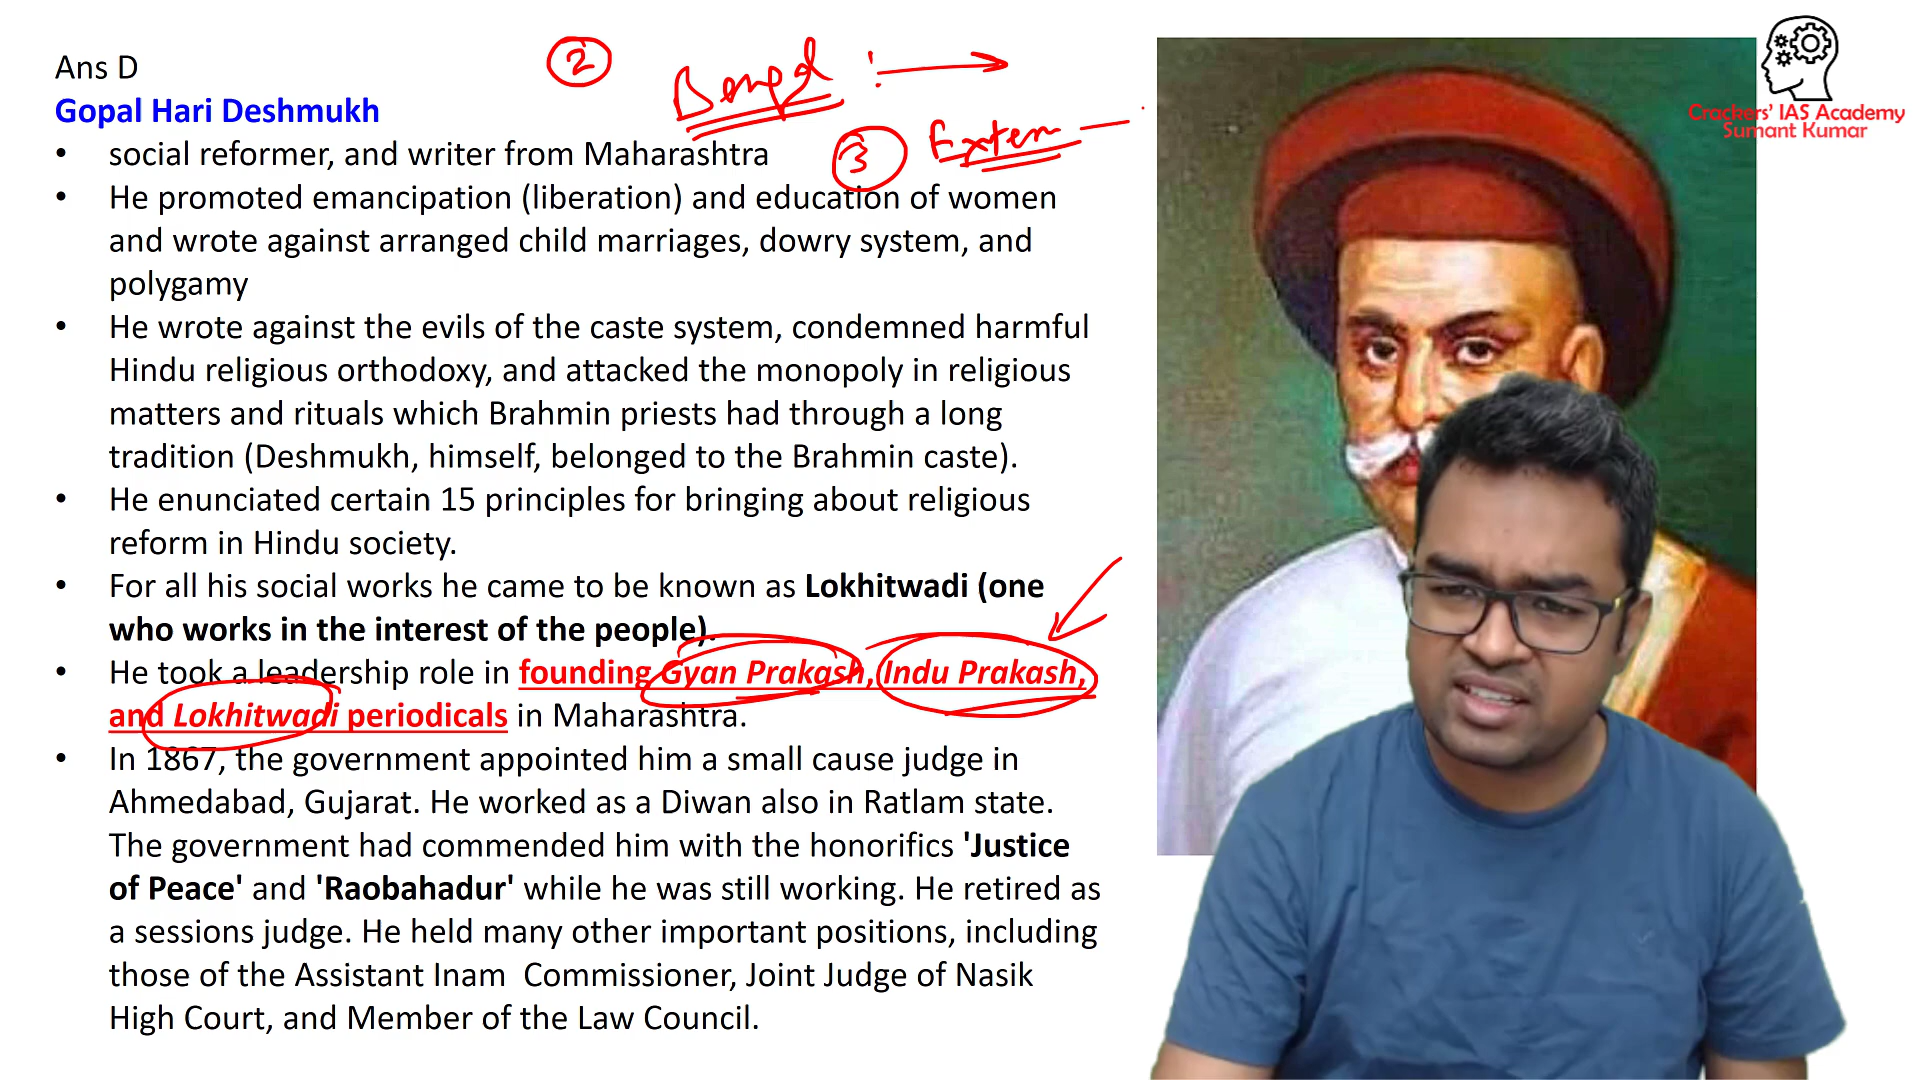 Ans D
Gopal Hari Deshmukh
• social reformer, and writer from Maharashtra
• He promoted emancipation (liberation) and education of women
and wrote against arranged child marriages, dowry system, and
polygamy
• He wrote against the evils of the caste system, condemned harmful
Hindu religious orthodoxy, and attacked the monopoly in religious
matters and rituals which Brahmin priests had through a long
tradition (Deshmukh, himself, belonged to the Brahmin caste).
• He enunciated certain 15 principles for bringing about religious
reform in Hindu society.
• For all his social works he came to be known as Lokhitwadi (one
who works in the interest of the people).
• He took a leadership role in founding Gyan Prakash, Indu Prakash,
and Lokhitwadi periodicals in Maharashtra.
• In 1867, the government appointed him a small cause judge in
Ahmedabad, Gujarat. He worked as a Diwan also in Ratlam state.
The government had commended him with the honorifics 'Justice
of Peace' and 'Raobahadur' while he was still working. He retired as
a sessions judge. He held many other important positions, including
those of the Assistant Inam Commissioner, Joint Judge of Nasik
High Court, and Member of the Law Council.
2
3
Crackers' IAS Academy
Sumant Kumar